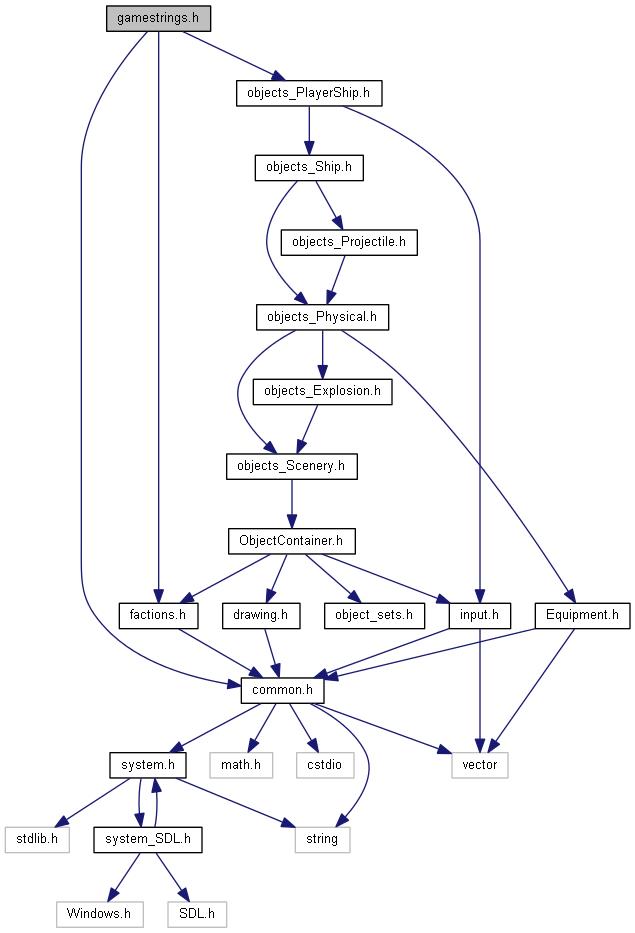 gamestrings.h
objects_PlayerShip.h
objects_Ship.h
objects_Projectile.h
objects_Physical.h
objects_Explosion.h
objects_Scenery.h
ObjectContainer.h
factions.h
drawing.h
object_sets.h
input.h
Equipment.h
common.h
system.h
math.h
cstdio
vector
stdlib.h
system_SDL.h
string
Windows.h
SDL.h